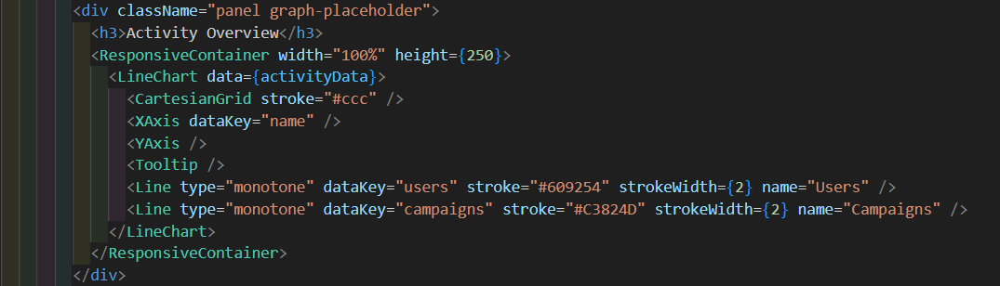 <div className="panel graph-placeholder">
<h3>Activity Overview</h3>
<ResponsiveContainer width="100%" height={250}>
<LineChart data={activityData}>
<CartesianGrid stroke="#ccc" />
<XAxis dataKey="name" />
<YAxis />
<Tooltip />
<Line type="monotone" dataKey="users" stroke="#609254" strokeWidth={2} name="Users" />
<Line type="monotone" dataKey="campaigns" stroke="#C3824D" strokeWidth={2} name="Campaigns" />
</LineChart>
</ResponsiveContainer>
</div>